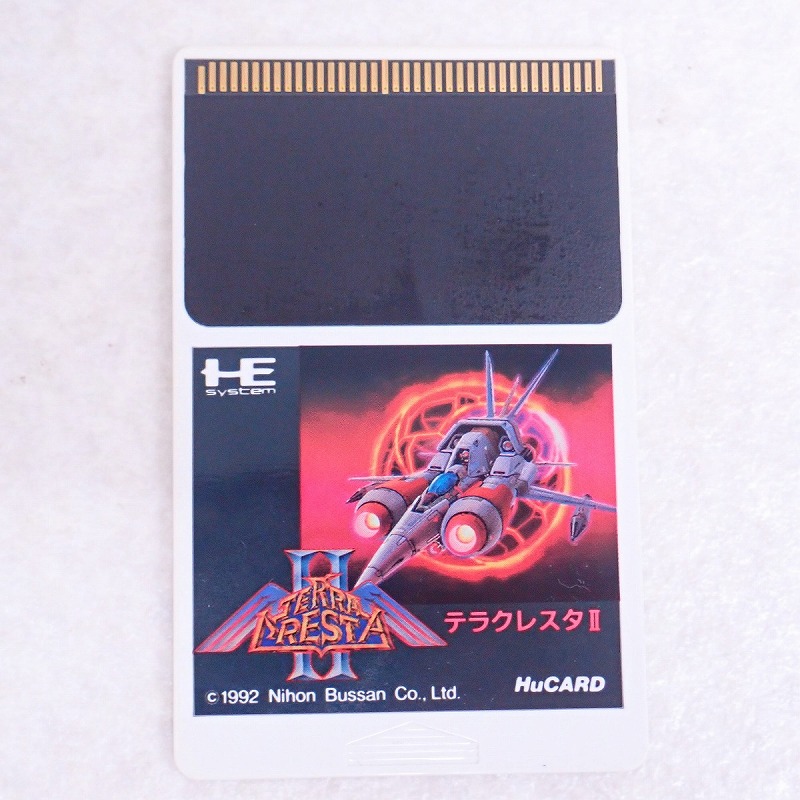 HE
system
II
TERRA
CRESTA
テラクレスタⅡ
©1992 Nihon Bussan Co., Ltd.
HuCARD